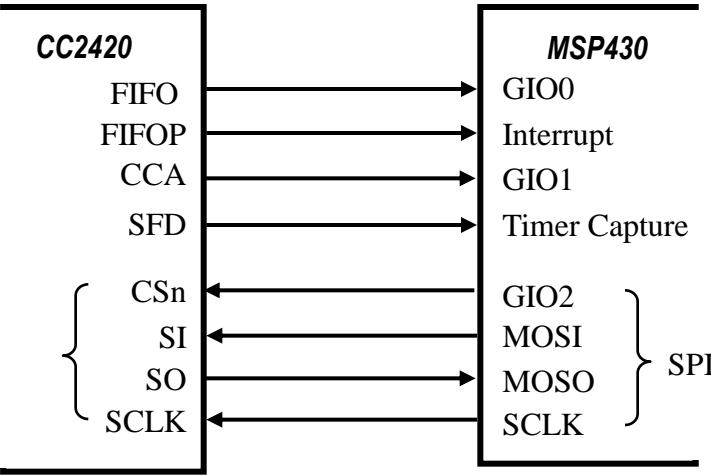 CC2420
MSP430
FIFO
GIO0
FIFOP
Interrupt
CCA
GIO1
SFD
Timer Capture
CSn
GIO2
SI
MOSI
SO
MOSO
SCLK
SCLK
SPI